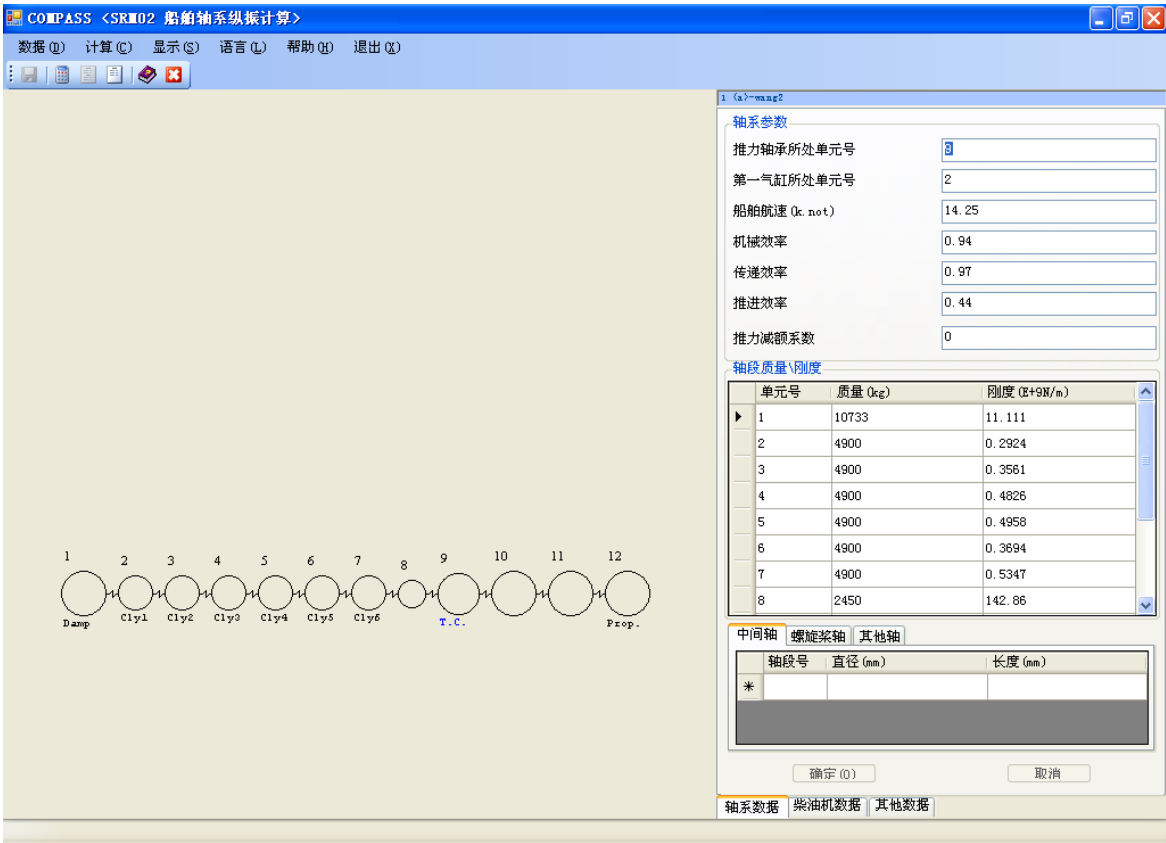 COMPASS <SRM02 船舶轴系纵振计算>
数据(D) 计算(C) 显示(S) 语言(L) 帮助(H) 退出(X)
1 (a)-wang2
轴系参数
推力轴承所处单元号 9
第一气缸所处单元号 2
船舶航速(k.not) 14.25
机械效率 0.94
传递效率 0.97
推进效率 0.44
推力减额系数 0
轴段质量\刚度
单元号 质量(kg) 刚度(E+9N/m)
1 10733 11.111
2 4900 0.2924
3 4900 0.3561
4 4900 0.4826
5 4900 0.4958
6 4900 0.3694
7 4900 0.5347
8 2450 142.86
1 2 3 4 5 6 7 8 9 10 11 12
Damp Cly1 Cly2 Cly3 Cly4 Cly5 Cly6 T.C. Prop.
中间轴 螺旋桨轴 其他轴
轴段号 直径(mm) 长度(mm)
确定(O) 取消
轴系数据 柴油机数据 其他数据